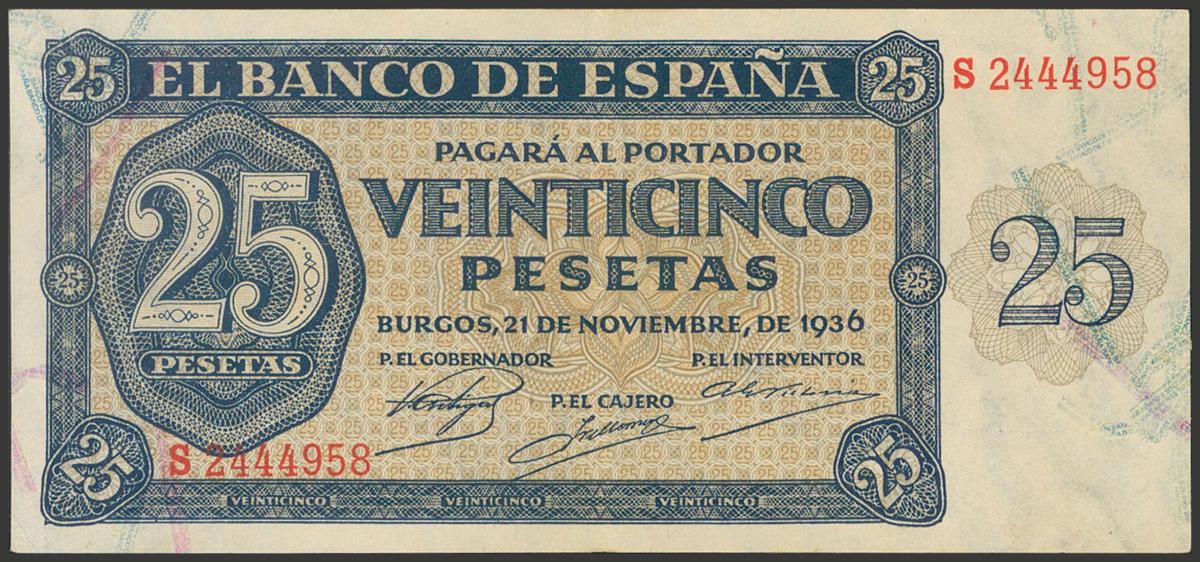 25 EL BANCO DE ESPAÑA 25
S 2444958
PAGARÁ AL PORTADOR
VEINTICINCO
PESETAS
25
PESETAS
25
25
25
BURGOS, 21 DE NOVIEMBRE, DE 1936
P. EL GOBERNADOR
P. EL INTERVENTOR
P. EL CAJERO
S 2444958
25
25
VEINTICINCO VEINTICINCO VEINTICINCO